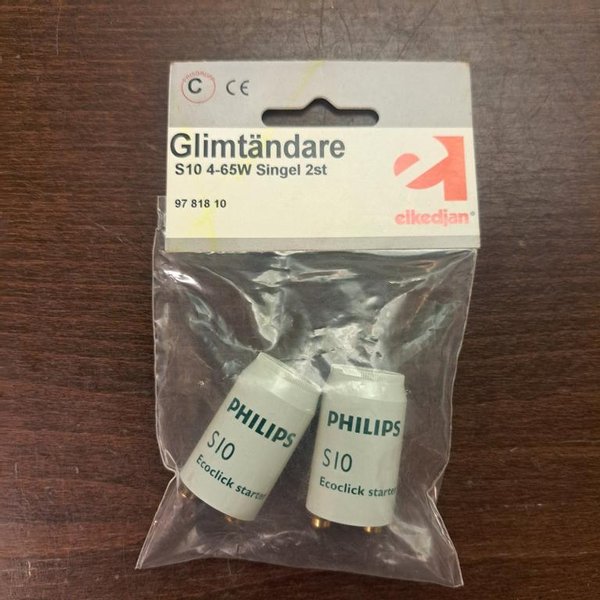 C CE
Glimtändare
S10 4-65W Singel 2st
97 818 10
elkedjan®
PHILIPS
S10
Ecoclick starter
PHILIPS
S10
Ecoclick starter